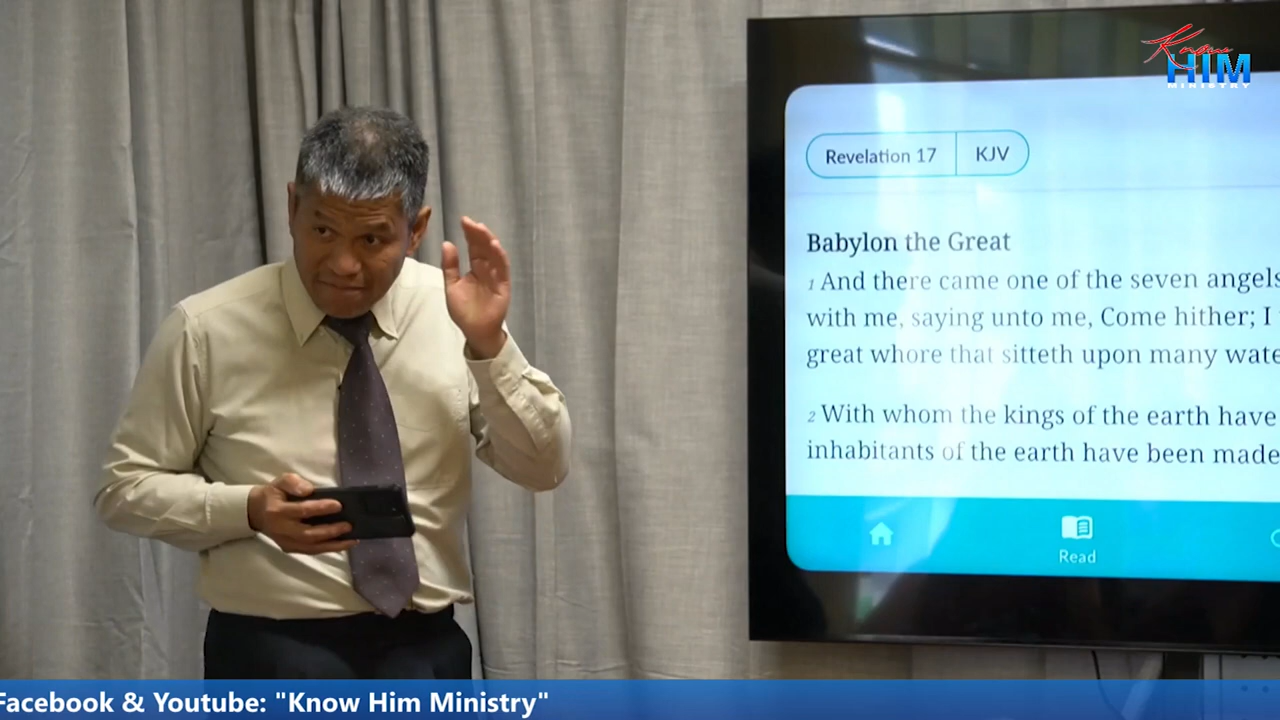 Know
HIM
MINISTRY
Revelation 17 KJV
Babylon the Great
1 And there came one of the seven angels
with me, saying unto me, Come hither; I
great whore that sitteth upon many wate
2 With whom the kings of the earth have
inhabitants of the earth have been made
Read
Facebook & Youtube: "Know Him Ministry"